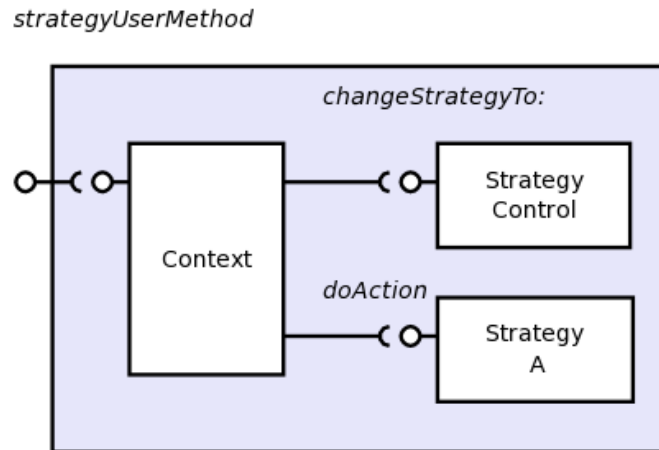 strategyUserMethod
changeStrategyTo:
Strategy
Control
Context
doAction
Strategy
A